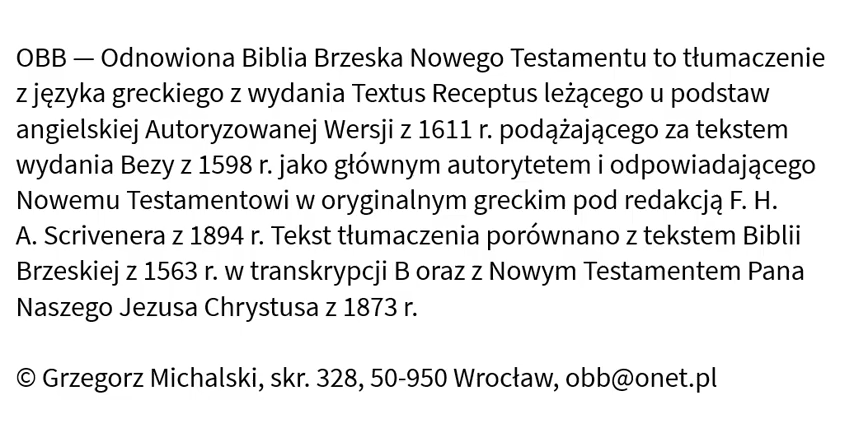 OBB — Odnowiona Biblia Brzeska Nowego Testamentu to tłumaczenie
z języka greckiego z wydania Textus Receptus leżącego u podstaw
angielskiej Autoryzowanej Wersji z 1611 r. podążającego za tekstem
wydania Bezy z 1598 r. jako głównym autorytetem i odpowiadającego
Nowemu Testamentowi w oryginalnym greckim pod redakcją F. H.
A. Scrivenera z 1894 r. Tekst tłumaczenia porównano z tekstem Biblii
Brzeskiej z 1563 r. w transkrypcji B oraz z Nowym Testamentem Pana
Naszego Jezusa Chrystusa z 1873 r.
© Grzegorz Michalski, skr. 328, 50-950 Wrocław, obb@onet.pl